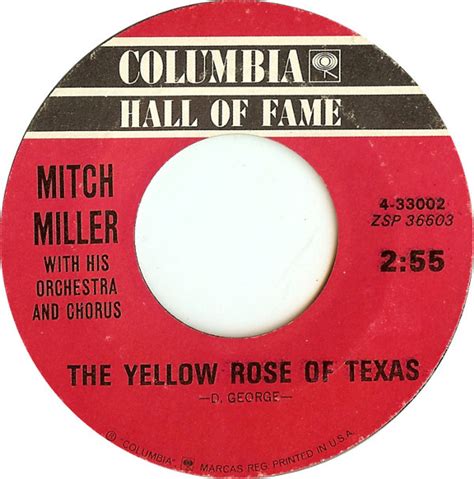 COLUMBIA
HALL OF FAME
MITCH
MILLER
WITH HIS
ORCHESTRA
AND CHORUS
4-33002
ZSP 36603
2:55
THE YELLOW ROSE OF TEXAS
—D. GEORGE—
"COLUMBIA" MARCAS REG. PRINTED IN U.S.A.